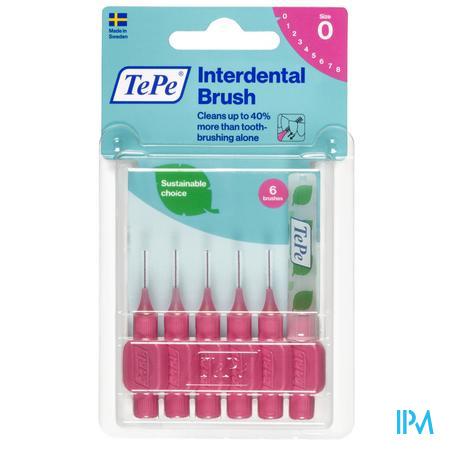 Made in
Sweden
TePe®
Interdental
Brush
Cleans up to 40%
more than tooth-
brushing alone
Size
0
0 1 2 3 4 5 6 7 8
Sustainable
choice
6
brushes
TePe
TePe
IPM